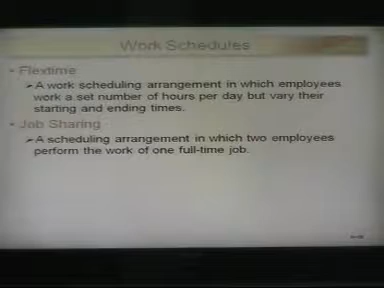 Work Schedules
• Flextime
➢A work scheduling arrangement in which employees
work a set number of hours per day but vary their
starting and ending times.
• Job Sharing
➢A scheduling arrangement in which two employees
perform the work of one full-time job.